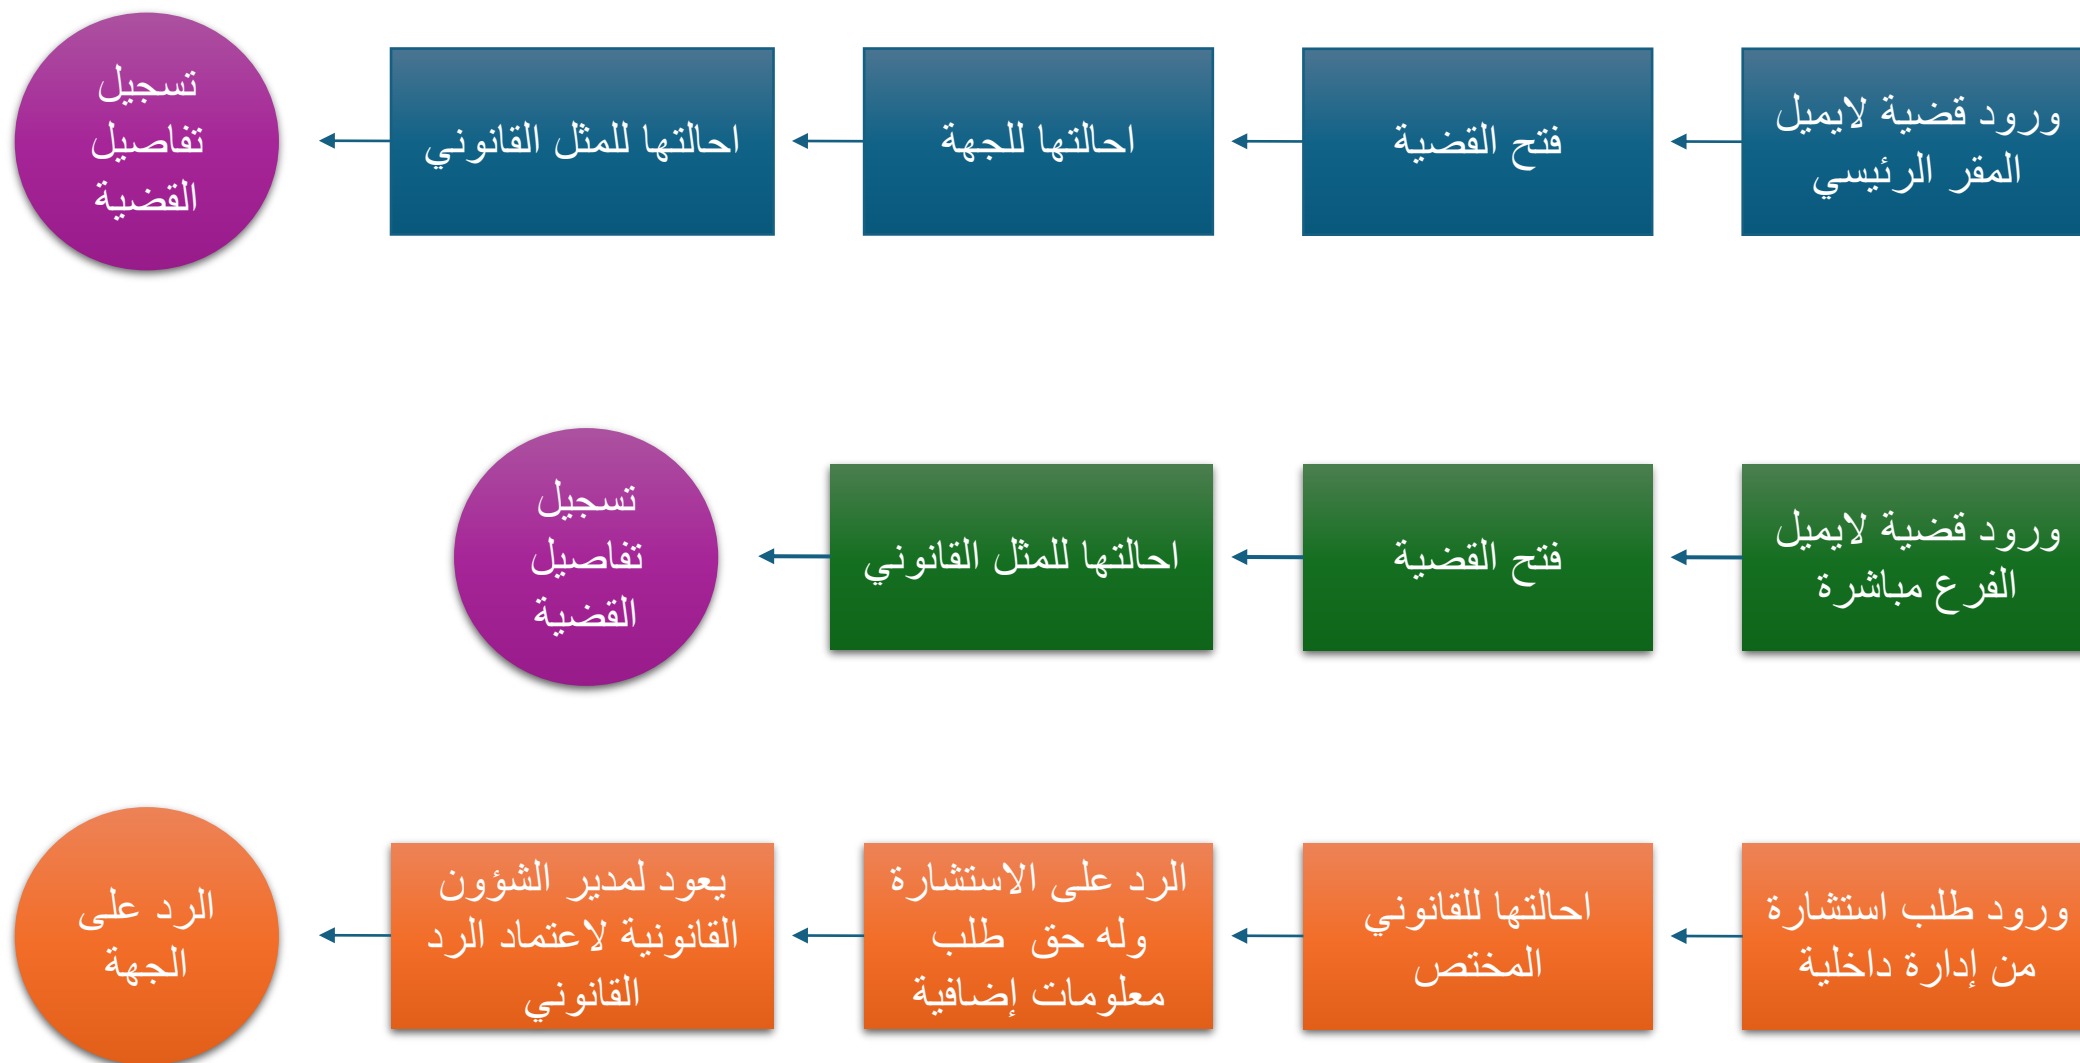 ورود قضية لايميل
المقر الرئيسي
فتح القضية
احالتها للجهة
احالتها للمثل القانوني
تسجيل
تفاصيل
القضية
ورود قضية لايميل
الفرع مباشرة
فتح القضية
احالتها للمثل القانوني
تسجيل
تفاصيل
القضية
ورود طلب استشارة
من إدارة داخلية
احالتها للقانوني
المختص
الرد على الاستشارة
وله حق طلب
معلومات إضافية
يعود لمدير الشؤون
القانونية لاعتماد الرد
القانوني
الرد على
الجهة